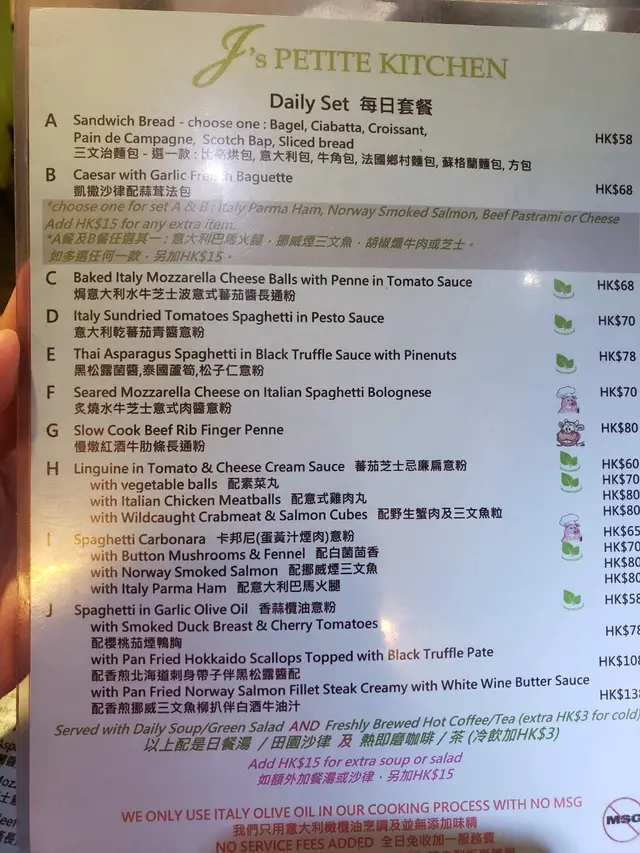 J's PETITE KITCHEN
Daily Set 每日套餐
A Sandwich Bread - choose one : Bagel, Ciabatta, Croissant,
Pain de Campagne, Scotch Bap, Sliced bread HK$58
三文治麵包 - 選一款 : 比高烘包, 意大利包, 牛角包, 法國鄉村麵包, 蘇格蘭麵包, 方包
B Caesar with Garlic French Baguette
凱撒沙律配蒜茸法包 HK$68
*choose one for set A & B : Italy Parma Ham, Norway Smoked Salmon, Beef Pastrami or Cheese
Add HK$15 for any extra item.
*A餐及B餐任選其一 : 意大利巴馬火腿﹐挪威煙三文魚﹐胡椒燻牛肉或芝士。
如多選任何一款﹐另加HK$15。
C Baked Italy Mozzarella Cheese Balls with Penne in Tomato Sauce HK$68
焗意大利水牛芝士波意式蕃茄醬長通粉
D Italy Sundried Tomatoes Spaghetti in Pesto Sauce HK$70
意大利乾蕃茄青醬意粉
E Thai Asparagus Spaghetti in Black Truffle Sauce with Pinenuts HK$78
黑松露菌醬,泰國蘆筍,松子仁意粉
F Seared Mozzarella Cheese on Italian Spaghetti Bolognese HK$70
炙燒水牛芝士意式肉醬意粉
G Slow Cook Beef Rib Finger Penne HK$80
慢燉紅酒牛肋條長通粉
H Linguine in Tomato & Cheese Cream Sauce 蕃茄芝士忌廉扁意粉 HK$60
with vegetable balls 配素菜丸 HK$70
with Italian Chicken Meatballs 配意式雞肉丸 HK$80
with Wildcaught Crabmeat & Salmon Cubes 配野生蟹肉及三文魚粒 HK$80
I Spaghetti Carbonara 卡邦尼(蛋黃汁煙肉)意粉 HK$65
with Button Mushrooms & Fennel 配白菌茴香 HK$70
with Norway Smoked Salmon 配挪威煙三文魚 HK$80
with Italy Parma Ham 配意大利巴馬火腿 HK$80
J Spaghetti in Garlic Olive Oil 香蒜欖油意粉 HK$58
with Smoked Duck Breast & Cherry Tomatoes HK$78
配櫻桃茄煙鴨胸
with Pan Fried Hokkaido Scallops Topped with Black Truffle Pate HK$108
配香煎北海道刺身帶子伴黑松露醬配
with Pan Fried Norway Salmon Fillet Steak Creamy with White Wine Butter Sauce HK$138
配香煎挪威三文魚柳扒伴白酒牛油汁
Served with Daily Soup/Green Salad AND Freshly Brewed Hot Coffee/Tea (extra HK$3 for cold)
以上配是日餐湯 / 田園沙律 及 熱即磨咖啡 / 茶 (冷飲加HK$3)
Add HK$15 for extra soup or salad
如額外加餐湯或沙律﹐另加HK$15
WE ONLY USE ITALY OLIVE OIL IN OUR COOKING PROCESS WITH NO MSG
我們只用意大利橄欖油烹調及並無添加味精
MSG
NO SERVICE FEES ADDED 全日免收加一服務費